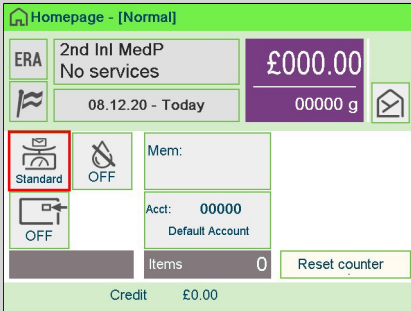 Homepage - [Normal]
ERA
2nd Inl MedP
No services
£000.00
08.12.20 - Today
00000 g
Standard
OFF
Mem:
OFF
Acct: 00000
Default Account
Items 0
Reset counter
Credit £0.00